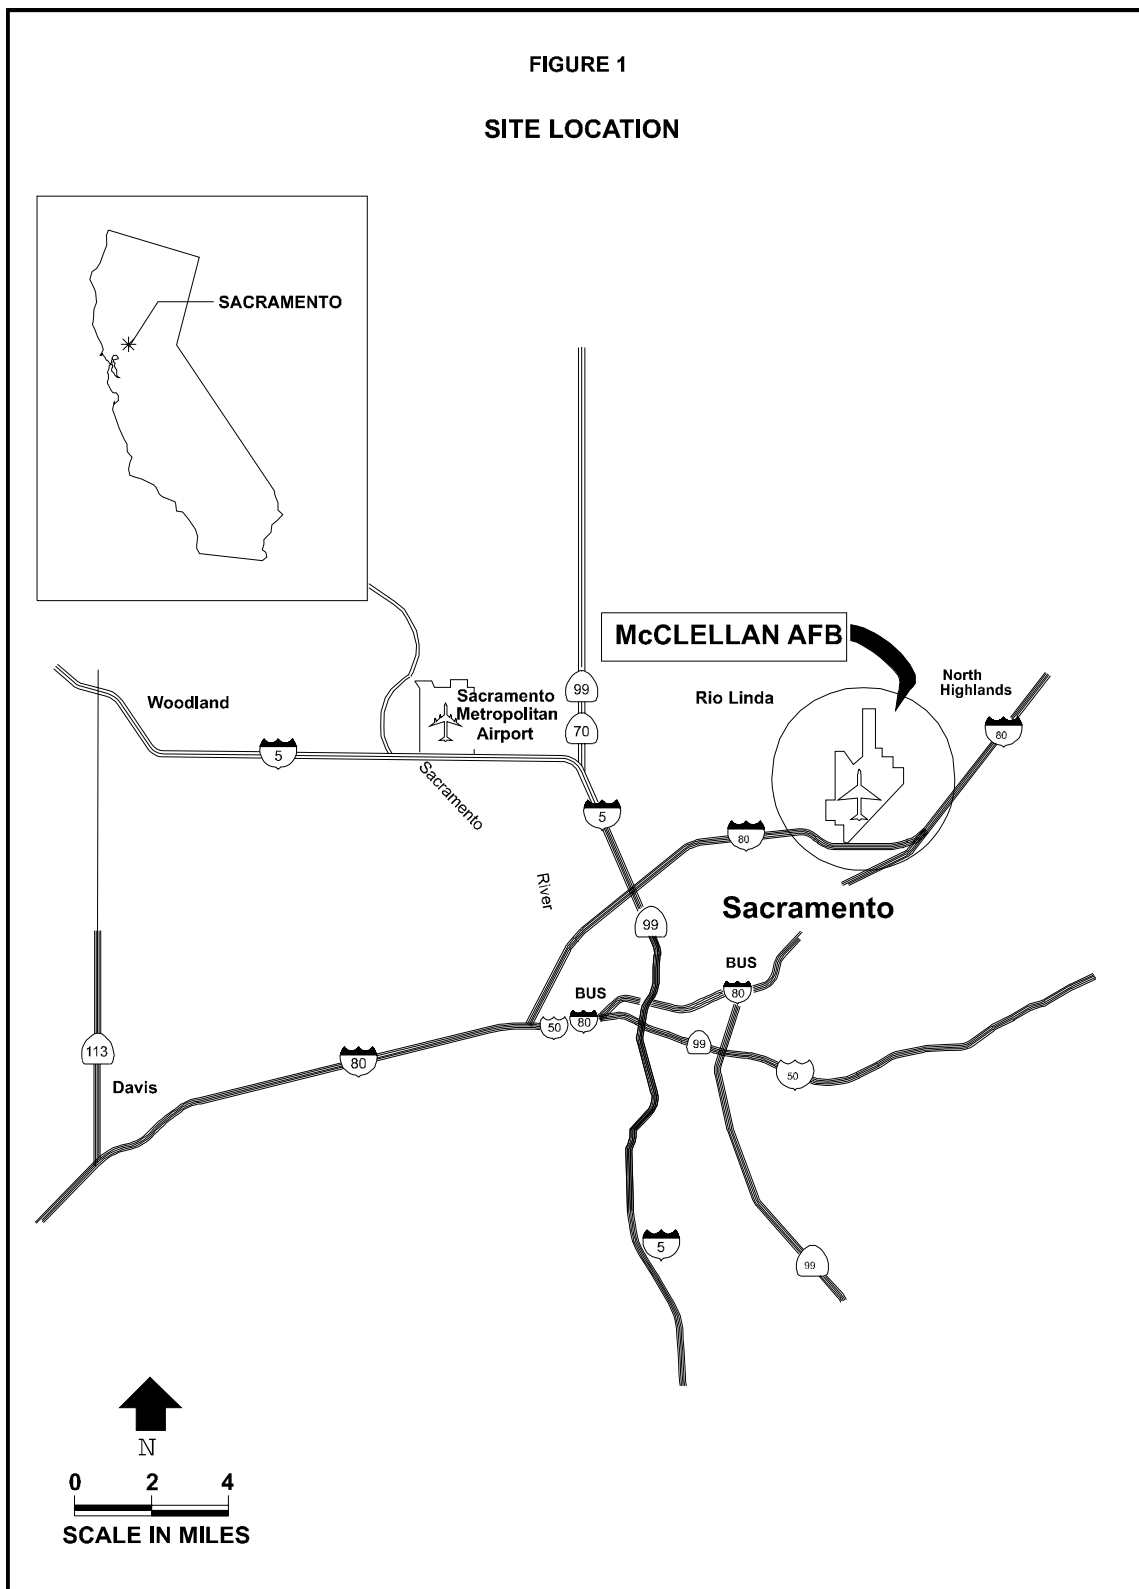 FIGURE 1
SITE LOCATION
SACRAMENTO
McCLELLAN AFB
North
Highlands
Rio Linda
Woodland
Sacramento
Metropolitan
Airport
99
70
80
5
Sacramento
5
80
River
Sacramento
99
BUS
BUS
80
80
50
99
113
80
50
Davis
5
99
N
0 2 4
SCALE IN MILES